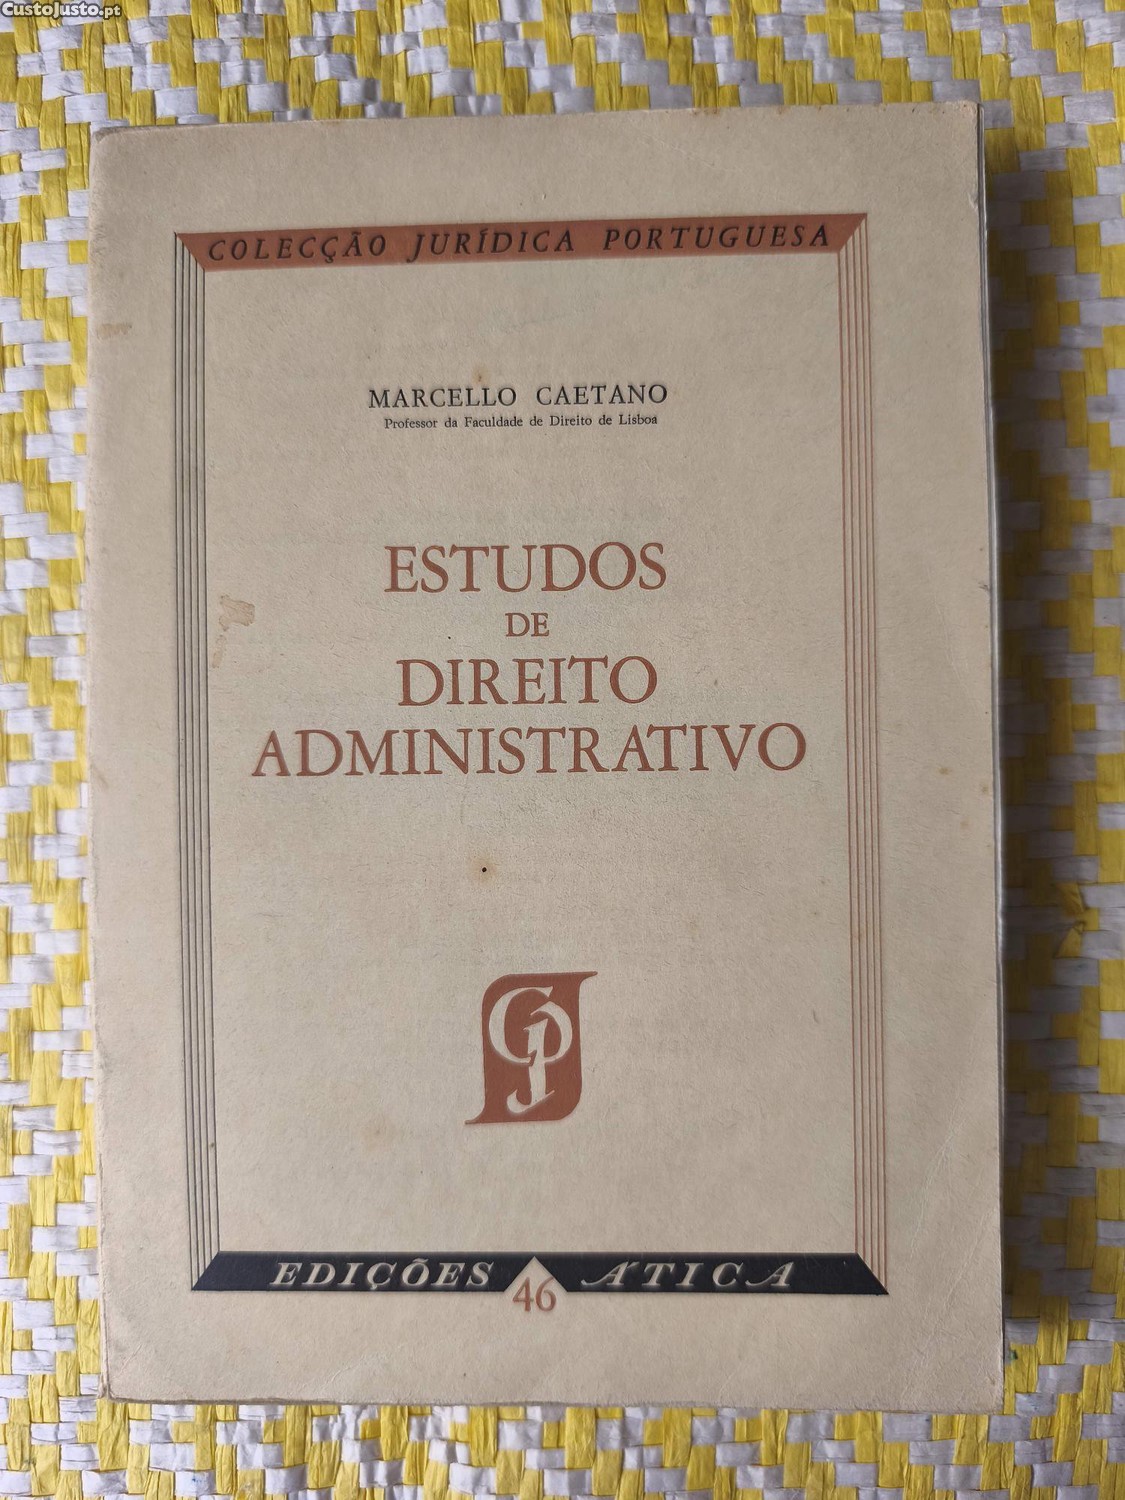 CustoJusto.pt
COLECÇÃO JURÍDICA PORTUGUESA
MARCELLO CAETANO
Professor da Faculdade de Direito de Lisboa
ESTUDOS
DE
DIREITO
ADMINISTRATIVO
CJP
EDIÇÕES ÁTICA
46